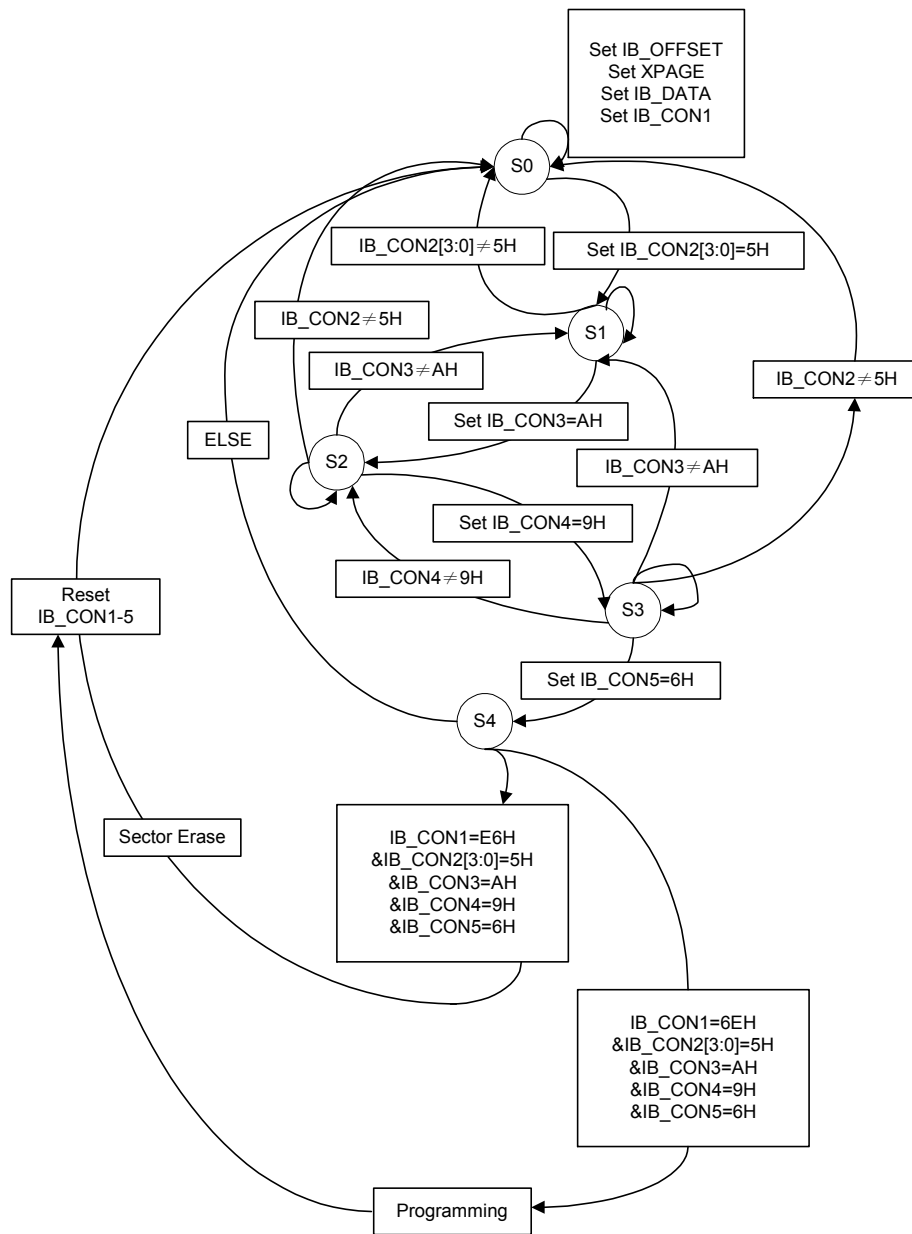 Set IB_OFFSET
Set XPAGE
Set IB_DATA
Set IB_CON1
S0
IB_CON2[3:0]≠5H
Set IB_CON2[3:0]=5H
IB_CON2≠5H
S1
IB_CON3≠AH
IB_CON2≠5H
Set IB_CON3=AH
ELSE
S2
IB_CON3≠AH
Set IB_CON4=9H
IB_CON4≠9H
Reset
IB_CON1-5
S3
Set IB_CON5=6H
S4
Sector Erase
IB_CON1=E6H
&IB_CON2[3:0]=5H
&IB_CON3=AH
&IB_CON4=9H
&IB_CON5=6H
IB_CON1=6EH
&IB_CON2[3:0]=5H
&IB_CON3=AH
&IB_CON4=9H
&IB_CON5=6H
Programming